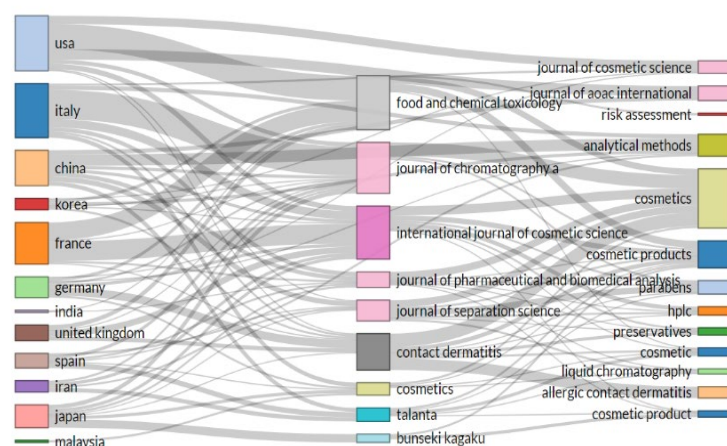 usa
italy
china
korea
france
germany
india
united kingdom
spain
iran
japan
malaysia
food and chemical toxicology
journal of chromatography a
international journal of cosmetic science
journal of pharmaceutical and biomedical analysis
journal of separation science
contact dermatitis
cosmetics
talanta
bunseki kagaku
journal of cosmetic science
journal of aoac international
risk assessment
analytical methods
cosmetics
cosmetic products
parabens
hplc
preservatives
cosmetic
liquid chromatography
allergic contact dermatitis
cosmetic product